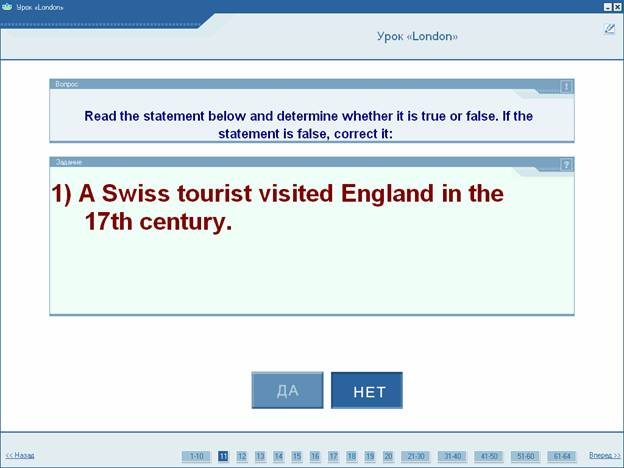 Урок «London»
Урок «London»
Вопрос
!
Read the statement below and determine whether it is true or false. If the
statement is false, correct it:
Задание
?
1) A Swiss tourist visited England in the
17th century.
ДА НЕТ
<< Назад 1-10 11 12 13 14 15 16 17 18 19 20 21-30 31-40 41-50 51-60 61-64 Вперед >>